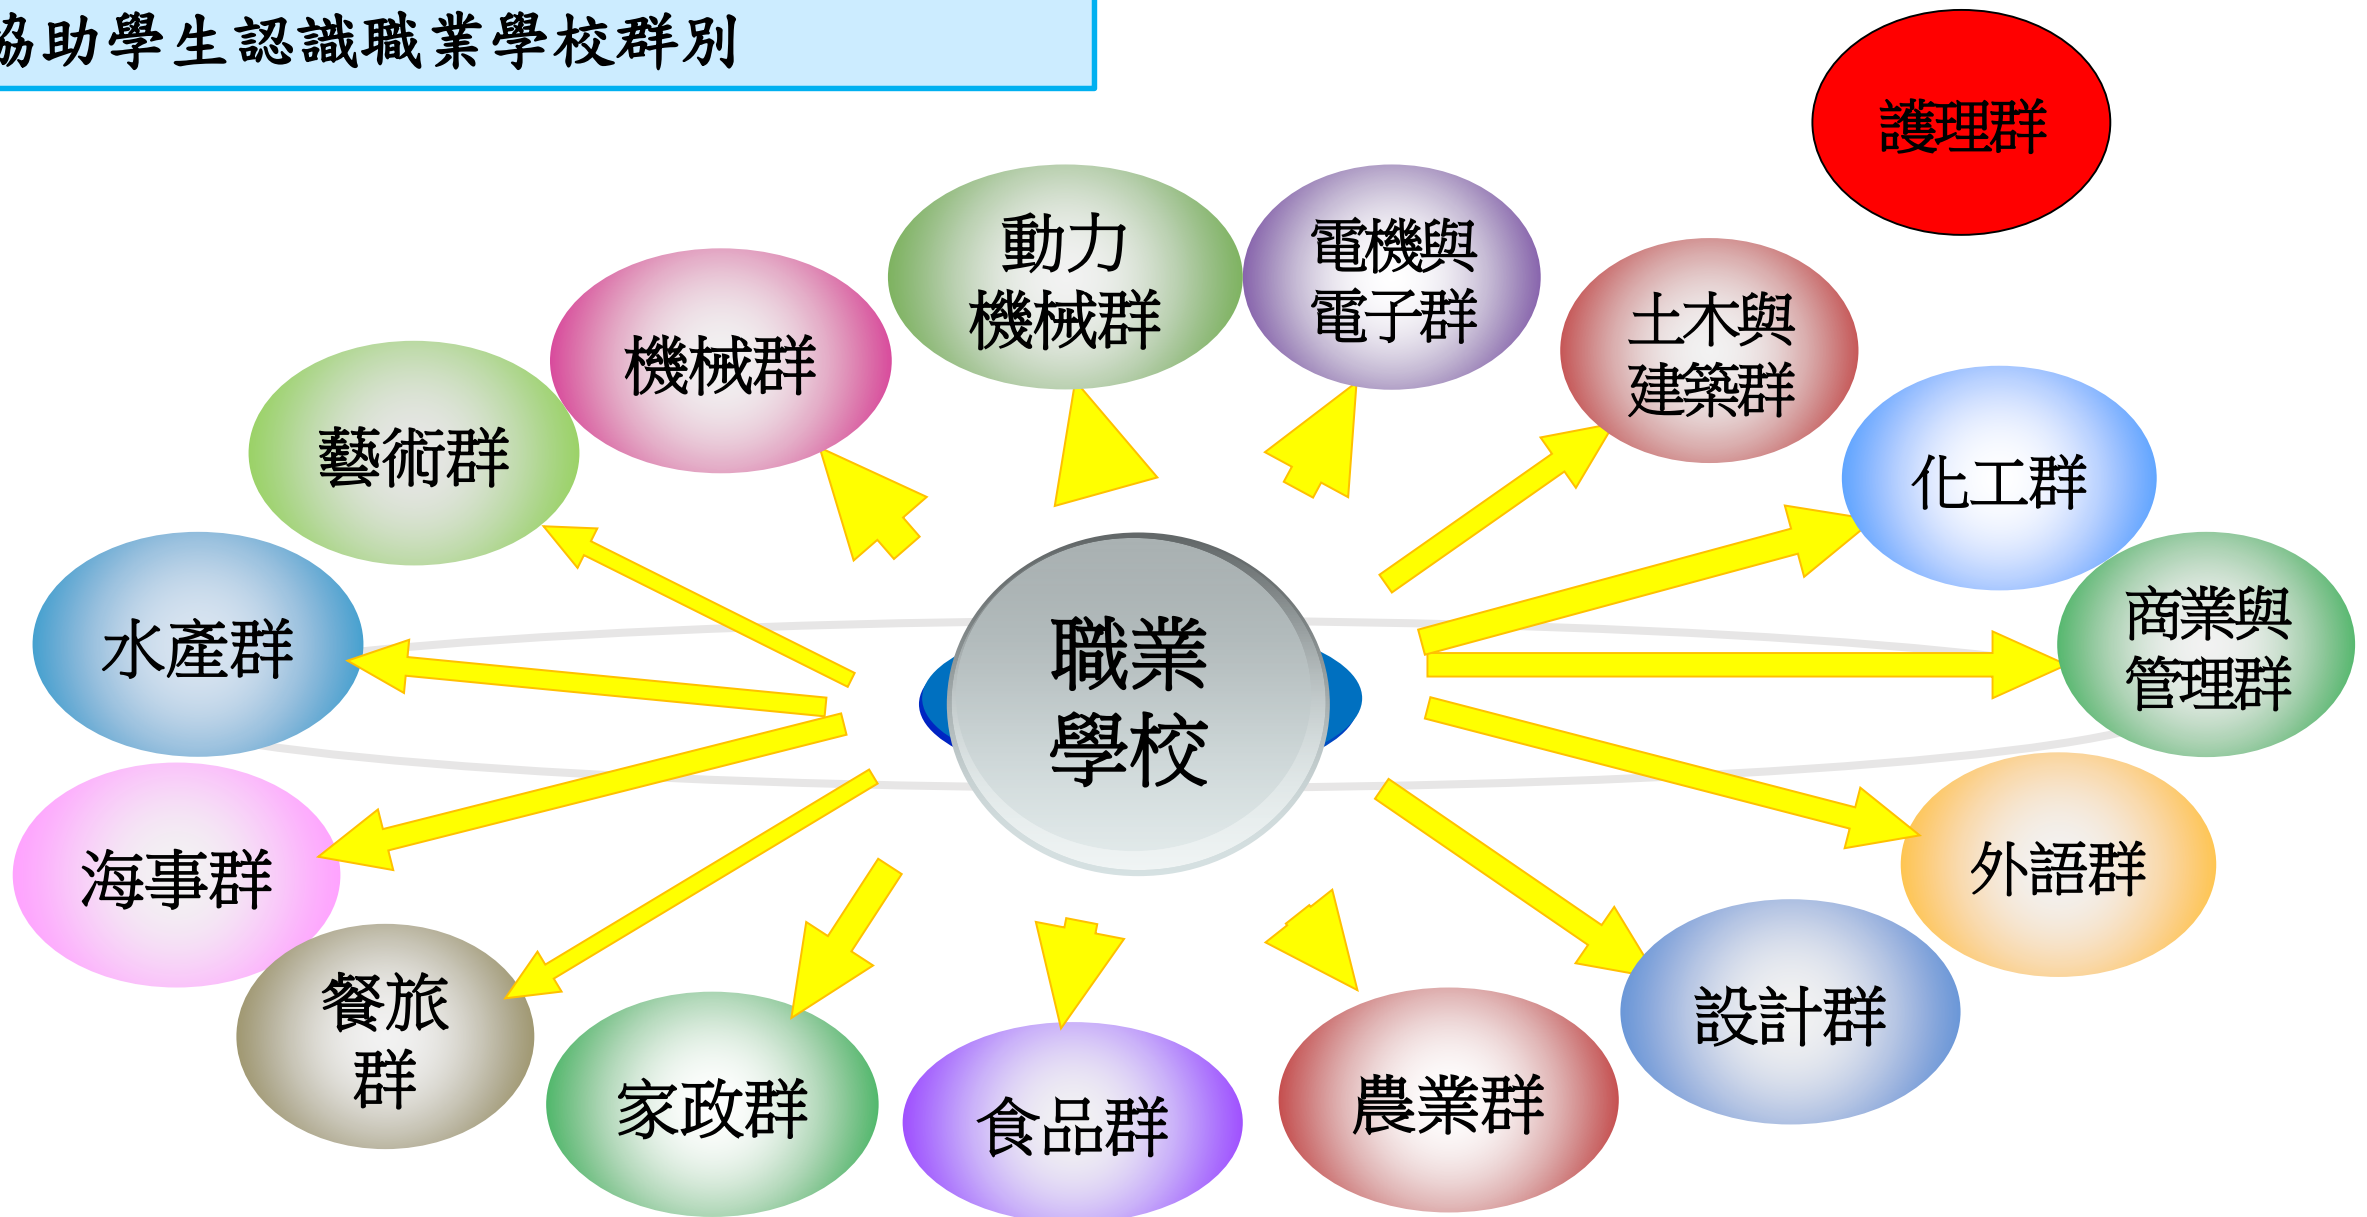 協助學生認識職業學校群別
護理群
動力
機械群
電機與
電子群
機械群
土木與
建築群
藝術群
化工群
水產群
職業
學校
商業與
管理群
海事群
外語群
餐旅
群
設計群
家政群
食品群
農業群